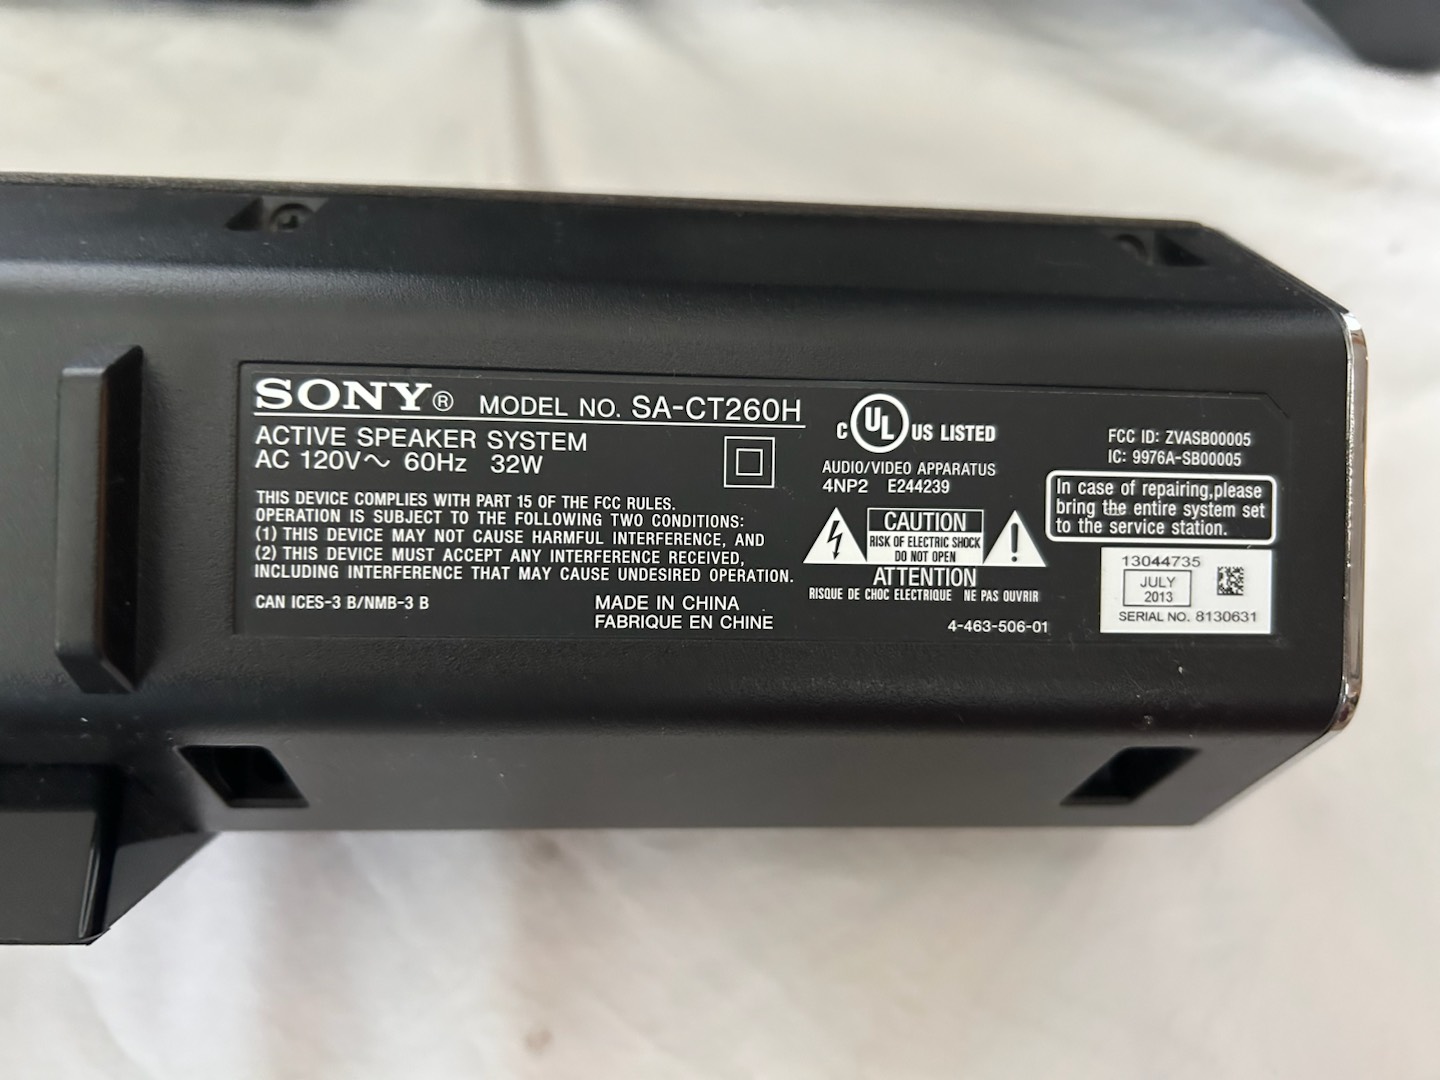 SONY® MODEL NO. SA-CT260H
ACTIVE SPEAKER SYSTEM
AC 120V～ 60Hz 32W
THIS DEVICE COMPLIES WITH PART 15 OF THE FCC RULES.
OPERATION IS SUBJECT TO THE FOLLOWING TWO CONDITIONS:
(1) THIS DEVICE MAY NOT CAUSE HARMFUL INTERFERENCE, AND
(2) THIS DEVICE MUST ACCEPT ANY INTERFERENCE RECEIVED,
INCLUDING INTERFERENCE THAT MAY CAUSE UNDESIRED OPERATION.
CAN ICES-3 B/NMB-3 B
MADE IN CHINA
FABRIQUE EN CHINE
C UL US LISTED
AUDIO/VIDEO APPARATUS
4NP2 E244239
CAUTION
RISK OF ELECTRIC SHOCK
DO NOT OPEN
ATTENTION
RISQUE DE CHOC ELECTRIQUE NE PAS OUVRIR
4-463-506-01
FCC ID: ZVASB00005
IC: 9976A-SB00005
In case of repairing,please
bring the entire system set
to the service station.
13044735
JULY
2013
SERIAL NO. 8130631